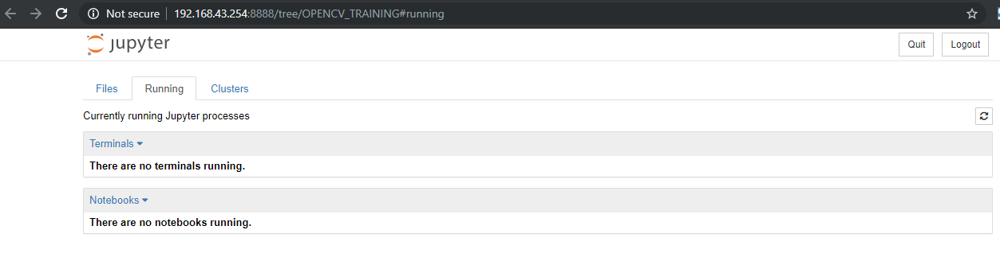 Not secure | 192.168.43.254:8888/tree/OPENCV_TRAINING#running
jupyter Quit Logout
Files Running Clusters
Currently running Jupyter processes
Terminals
There are no terminals running.
Notebooks
There are no notebooks running.